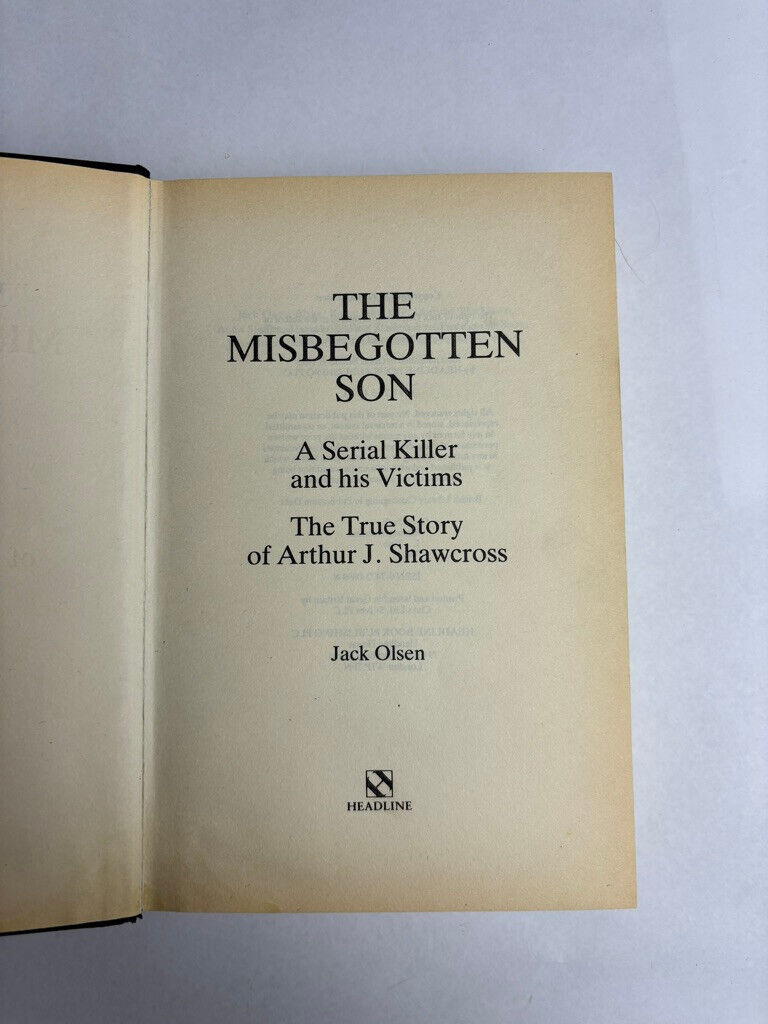 THE
MISBEGOTTEN
SON
A Serial Killer
and his Victims
The True Story
of Arthur J. Shawcross
Jack Olsen
HEADLINE